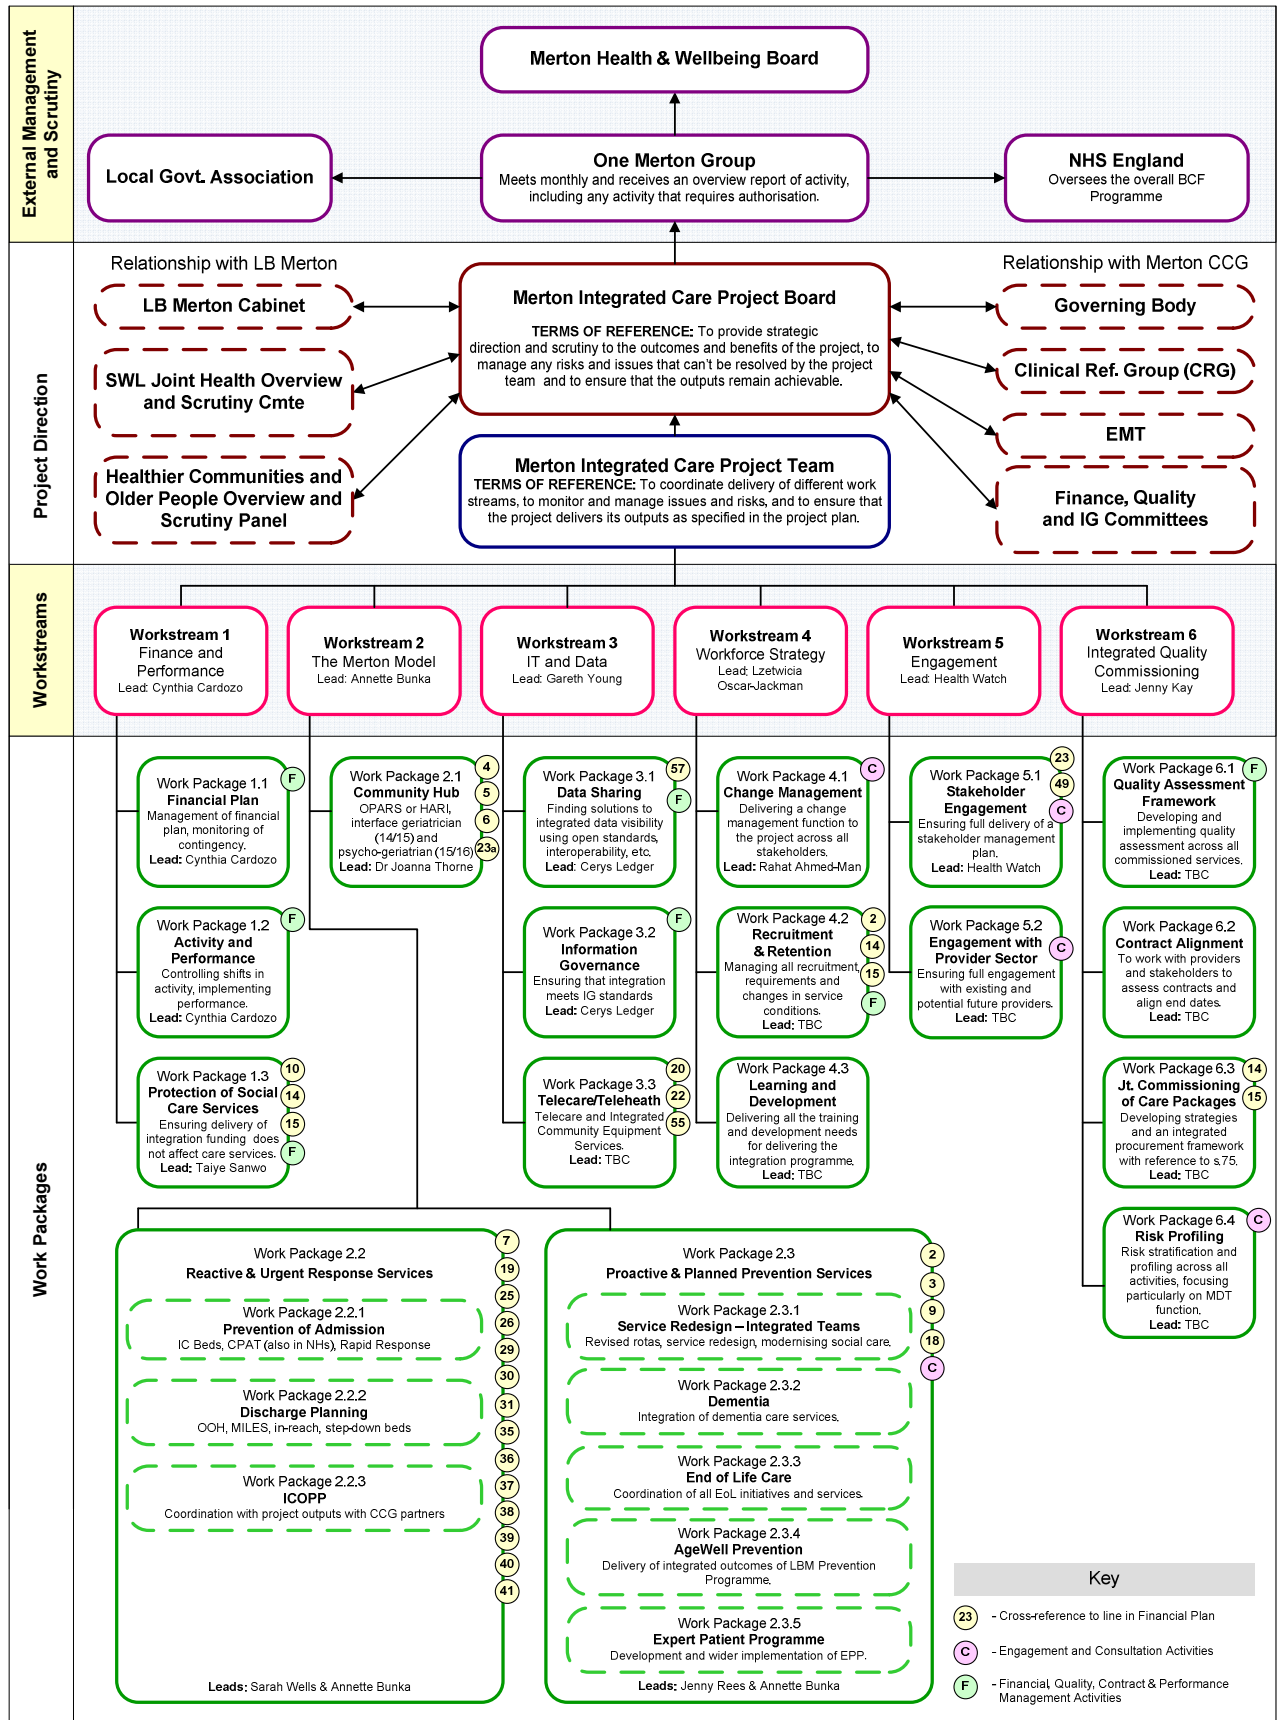 External Management
and Scrutiny
Merton Health & Wellbeing Board
Local Govt. Association
One Merton Group
Meets monthly and receives an overview report of activity,
including any activity that requires authorisation.
NHS England
Oversees the overall BCF
Programme
Project Direction
Relationship with LB Merton
LB Merton Cabinet
SWL Joint Health Overview
and Scrutiny Cmte
Healthier Communities and
Older People Overview and
Scrutiny Panel
Merton Integrated Care Project Board
TERMS OF REFERENCE: To provide strategic
direction and scrutiny to the outcomes and benefits of the project, to
manage any risks and issues that can't be resolved by the project
team and to ensure that the outputs remain achievable.
Merton Integrated Care Project Team
TERMS OF REFERENCE: To coordinate delivery of different work
streams, to monitor and manage issues and risks, and to ensure that
the project delivers its outputs as specified in the project plan.
Relationship with Merton CCG
Governing Body
Clinical Ref. Group (CRG)
EMT
Finance, Quality
and IG Committees
Workstreams
Workstream 1
Finance and
Performance
Lead: Cynthia Cardozo
Workstream 2
The Merton Model
Lead: Annette Bunka
Workstream 3
IT and Data
Lead: Gareth Young
Workstream 4
Workforce Strategy
Lead: Lzetwicia
Oscar-Jackman
Workstream 5
Engagement
Lead: Health Watch
Workstream 6
Integrated Quality
Commissioning
Lead: Jenny Kay
Work Packages
Work Package 1.1
Financial Plan
Management of financial
plan, monitoring of
contingency.
Lead: Cynthia Cardozo
F
Work Package 1.2
Activity and
Performance
Controlling shifts in
activity, implementing
performance.
Lead: Cynthia Cardozo
F
Work Package 1.3
Protection of Social
Care Services
Ensuring delivery of
integration funding does
not affect care services.
Lead: Taiye Sanwo
10
14
15
F
Work Package 2.1
Community Hub
OPARS or HARI,
interface geriatrician
(14/15) and
psycho-geriatrian (15/16)
Lead: Dr Joanna Thorne
4
5
6
23a
Work Package 3.1
Data Sharing
Finding solutions to
integrated data visibility
using open standards,
interoperability, etc.
Lead: Cerys Ledger
57
F
Work Package 3.2
Information
Governance
Ensuring that integration
meets IG standards
Lead: Cerys Ledger
F
Work Package 3.3
Telecare/Teleheath
Telecare and Integrated
Community Equipment
Services.
Lead: TBC
20
22
55
Work Package 4.1
Change Management
Delivering a change
management function to
the project across all
stakeholders.
Lead: Rahat Ahmed-Man
C
Work Package 4.2
Recruitment
& Retention
Managing all recruitment,
requirements and
changes in service
conditions.
Lead: TBC
2
14
15
F
Work Package 4.3
Learning and
Development
Delivering all the training
and development needs
for delivering the
integration programme.
Lead: TBC
Work Package 5.1
Stakeholder
Engagement
Ensuring full delivery of a
stakeholder management
plan.
Lead: Health Watch
23
49
C
Work Package 5.2
Engagement with
Provider Sector
Ensuring full engagement
with existing and
potential future providers.
Lead: TBC
C
Work Package 6.1
Quality Assessment
Framework
Developing and
implementing quality
assessment across all
commissioned services.
Lead: TBC
F
Work Package 6.2
Contract Alignment
To work with providers
and stakeholders to
assess contracts and
align end dates.
Lead: TBC
Work Package 6.3
Jt. Commissioning
of Care Packages
Developing strategies
and an integrated
procurement framework
with reference to s.75.
Lead: TBC
14
15
Work Package 6.4
Risk Profiling
Risk stratification and
profiling across all
activities, focusing
particularly on MDT
function.
Lead: TBC
C
Work Package 2.2
Reactive & Urgent Response Services
Work Package 2.2.1
Prevention of Admission
IC Beds, CPAT (also in NHs), Rapid Response
Work Package 2.2.2
Discharge Planning
OOH, MILES, in-reach, step-down beds
Work Package 2.2.3
ICOPP
Coordination with project outputs with CCG partners
Leads: Sarah Wells & Annette Bunka
7
19
25
26
29
30
31
35
36
37
38
39
40
41
Work Package 2.3
Proactive & Planned Prevention Services
Work Package 2.3.1
Service Redesign – Integrated Teams
Revised rotas, service redesign, modernising social care.
Work Package 2.3.2
Dementia
Integration of dementia care services.
Work Package 2.3.3
End of Life Care
Coordination of all EoL initiatives and services.
Work Package 2.3.4
AgeWell Prevention
Delivery of integrated outcomes of LBM Prevention
Programme.
Work Package 2.3.5
Expert Patient Programme
Development and wider implementation of EPP.
Leads: Jenny Rees & Annette Bunka
2
3
9
18
C
Key
23 - Cross-reference to line in Financial Plan
C - Engagement and Consultation Activities
F - Financial, Quality, Contract & Performance
Management Activities